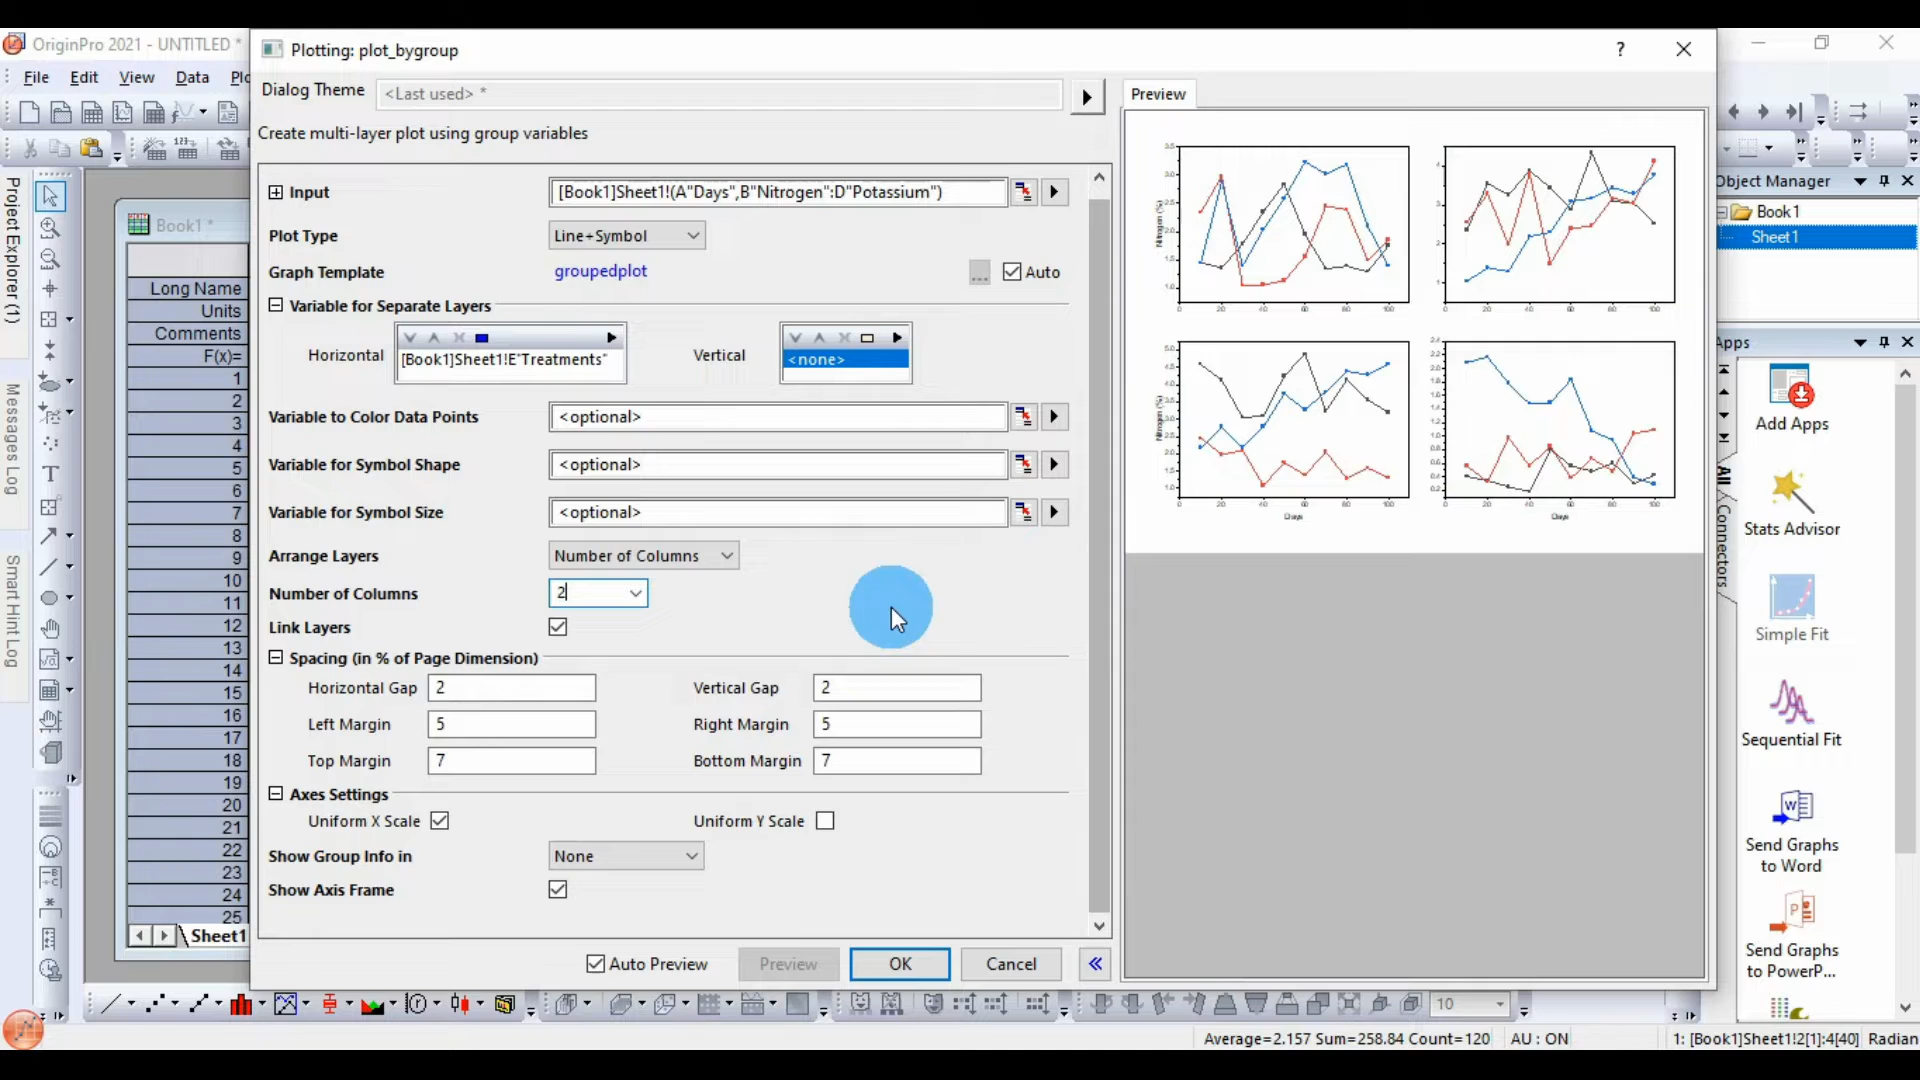 OriginPro 2021 - UNTITLED *
Plotting: plot_bygroup
?
File Edit View Data
Dialog Theme <Last used> *
Preview
Create multi-layer plot using group variables
Input [Book1]Sheet1!(A"Days",B"Nitrogen":D"Potassium")
Plot Type Line+Symbol
Graph Template groupedplot ... Auto
Variable for Separate Layers
Horizontal [Book1]Sheet1!E"Treatments" Vertical <none>
Variable to Color Data Points <optional>
Variable for Symbol Shape <optional>
Variable for Symbol Size <optional>
Arrange Layers Number of Columns
Number of Columns 2
Link Layers
Spacing (in % of Page Dimension)
Horizontal Gap 2 Vertical Gap 2
Left Margin 5 Right Margin 5
Top Margin 7 Bottom Margin 7
Axes Settings
Uniform X Scale Uniform Y Scale
Show Group Info in None
Show Axis Frame
Auto Preview Preview OK Cancel
Project Explorer (1)
Messages Log
Smart Hint Log
Book1 *
Long Name
Units
Comments
F(x)=
1
2
3
4
5
6
7
8
9
10
11
12
13
14
15
16
17
18
19
20
21
22
23
24
25
Sheet1
Nitrogen (%)
Nitrogen (%)
Days
Days
Object Manager
Book1
Sheet1
Apps
All
Connectors
Add Apps
Stats Advisor
Simple Fit
Sequential Fit
Send Graphs
to Word
Send Graphs
to PowerP...
10
Average=2.157 Sum=258.84 Count=120 AU : ON 1: [Book1]Sheet1!2[1]:4[40] Radian